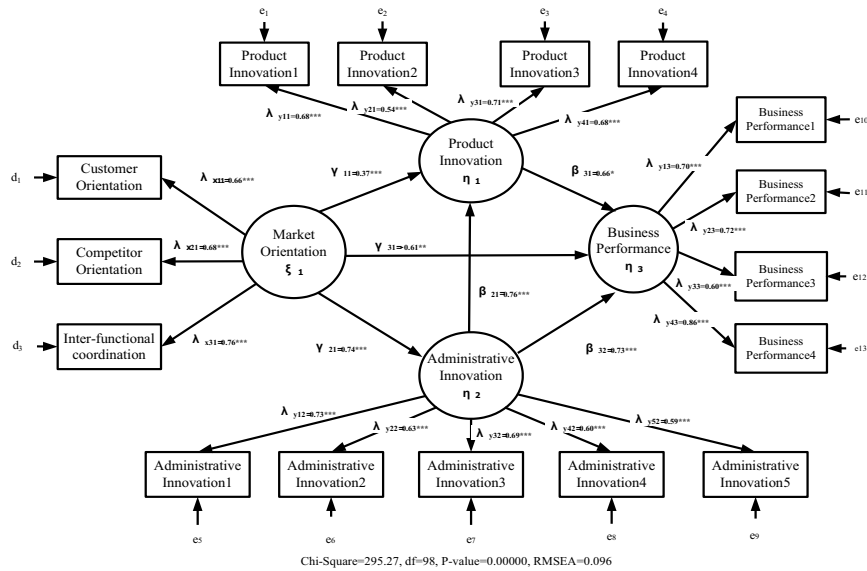 e1
e2
e3
e4
Product
Innovation1
Product
Innovation2
Product
Innovation3
Product
Innovation4
λ y11=0.68***
λ y21=0.54***
λ y31=0.71***
λ y41=0.68***
Business
Performance1
e10
Product
Innovation
η 1
λ y13=0.70***
Customer
Orientation
d1
λ x11=0.66***
γ 11=0.37***
β 31=0.66*
Business
Performance2
e11
λ y23=0.72***
Market
Orientation
ξ 1
Business
Performance
η 3
Competitor
Orientation
d2
λ x21=0.68***
γ 31=-0.61**
Business
Performance3
e12
λ y33=0.60***
β 21=0.76***
Inter-functional
coordination
d3
λ x31=0.76***
γ 21=0.74***
β 32=0.73***
λ y43=0.86***
Business
Performance4
e13
Administrative
Innovation
η 2
λ y12=0.73***
λ y22=0.63***
λ y32=0.69***
λ y42=0.60***
λ y52=0.59***
Administrative
Innovation1
Administrative
Innovation2
Administrative
Innovation3
Administrative
Innovation4
Administrative
Innovation5
e5
e6
e7
e8
e9
Chi-Square=295.27, df=98, P-value=0.00000, RMSEA=0.096